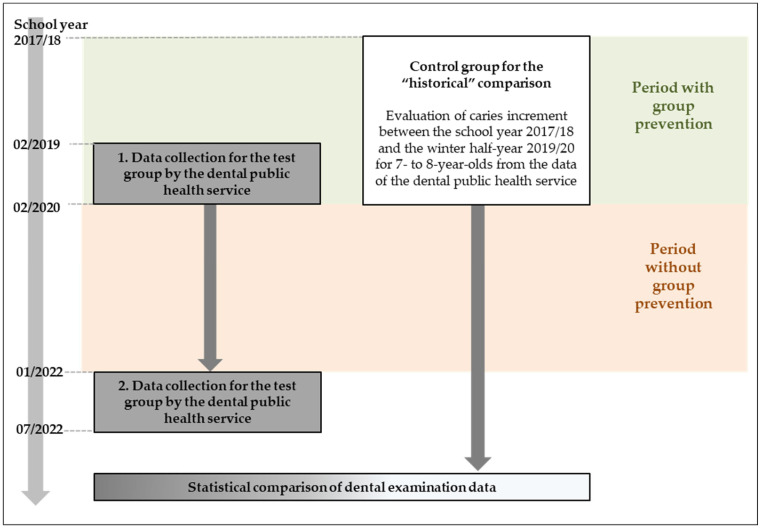 School year
2017/18
Control group for the
“historical” comparison
Evaluation of caries increment
between the school year 2017/18
and the winter half-year 2019/20
for 7- to 8-year-olds from the data
of the dental public health service
Period with
group
prevention
02/2019
1. Data collection for the test
group by the dental public
health service
02/2020
Period
without
group
prevention
01/2022
2. Data collection for the test
group by the dental public
health service
07/2022
Statistical comparison of dental examination data